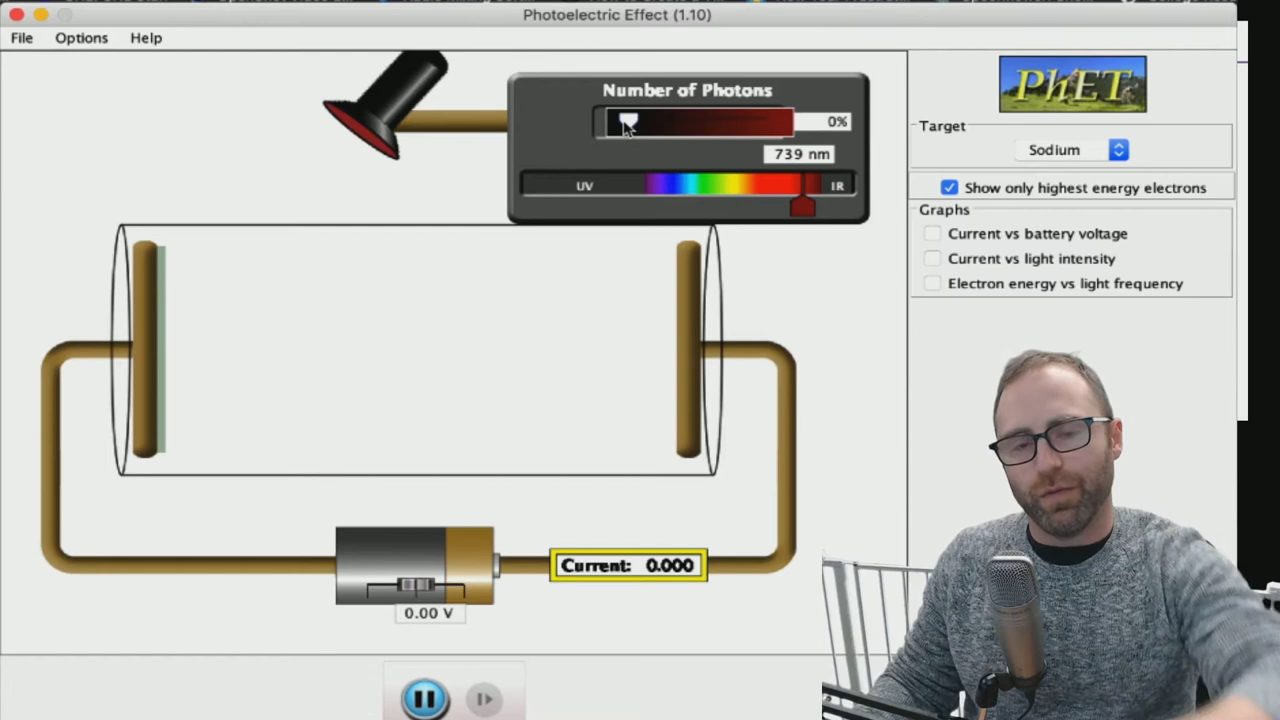 Photoelectric Effect (1.10)
File Options Help
Number of Photons
0%
739 nm
UV
IR
PhET
Target
Sodium
Show only highest energy electrons
Graphs
Current vs battery voltage
Current vs light intensity
Electron energy vs light frequency
Current: 0.000
0.00 V